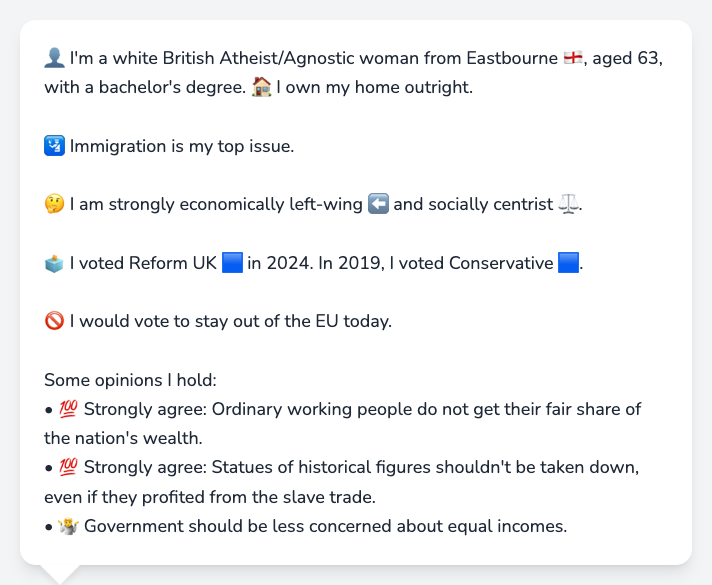 👤 I'm a white British Atheist/Agnostic woman from Eastbourne 🏴󠁧󠁢󠁥󠁮󠁧󠁿, aged 63,
with a bachelor's degree. 🏠 I own my home outright.
🛂 Immigration is my top issue.
🤔 I am strongly economically left-wing ⬅️ and socially centrist ⚖️.
🗳️ I voted Reform UK 🟦 in 2024. In 2019, I voted Conservative 🟦.
🚫 I would vote to stay out of the EU today.
Some opinions I hold:
• 💯 Strongly agree: Ordinary working people do not get their fair share of
the nation's wealth.
• 💯 Strongly agree: Statues of historical figures shouldn't be taken down,
even if they profited from the slave trade.
• 🤷 Government should be less concerned about equal incomes.